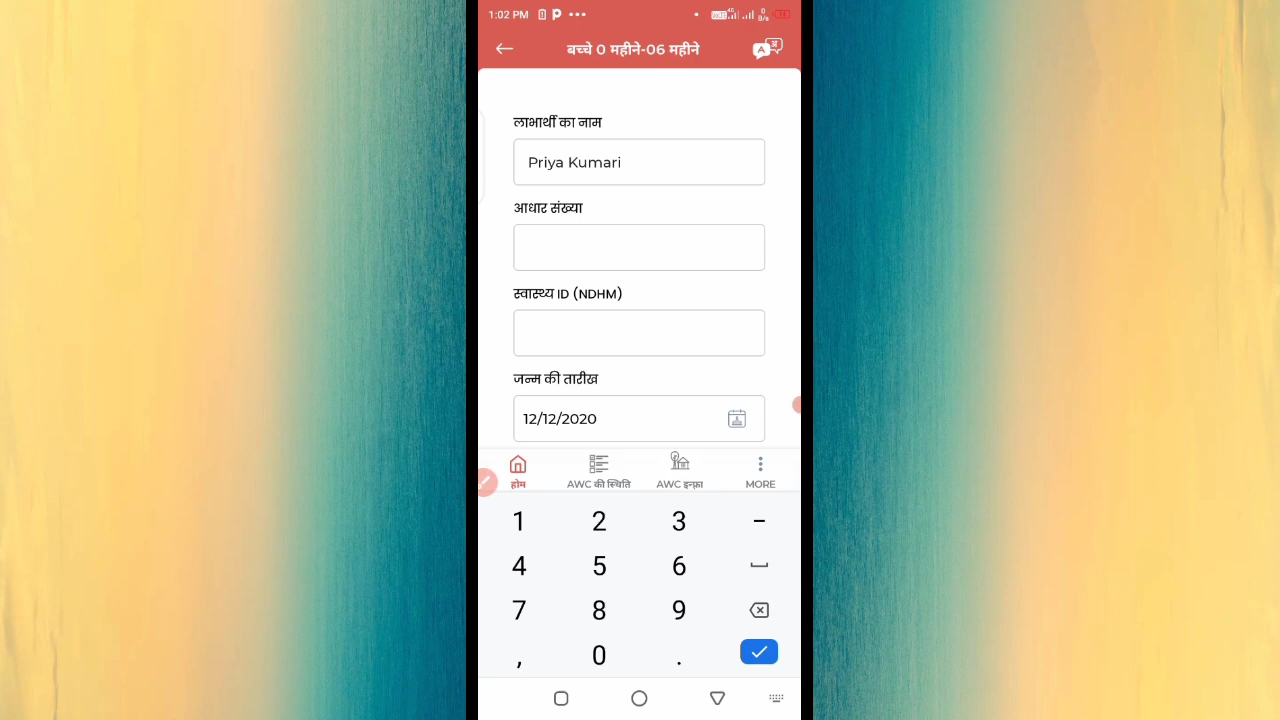 1:02 PM
बच्चे 0 महीने-06 महीने
लाभार्थी का नाम
Priya Kumari
आधार संख्या
स्वास्थ्य ID (NDHM)
जन्म की तारीख
12/12/2020
होम AWC की स्थिति AWC इन्फ्रा MORE
1 2 3 -
4 5 6
7 8 9
, 0 .